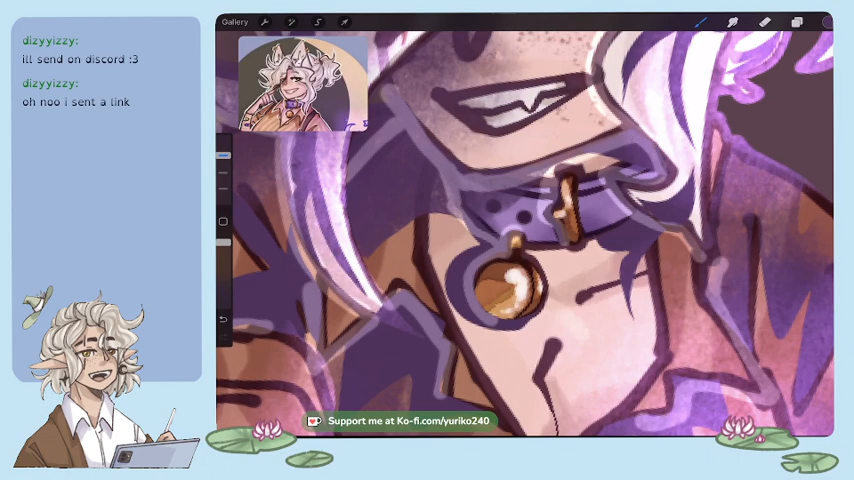 dizyyizzy:
ill send on discord :3
dizyyizzy:
oh noo i sent a link
Gallery
Support me at Ko-fi.com/yuriko240